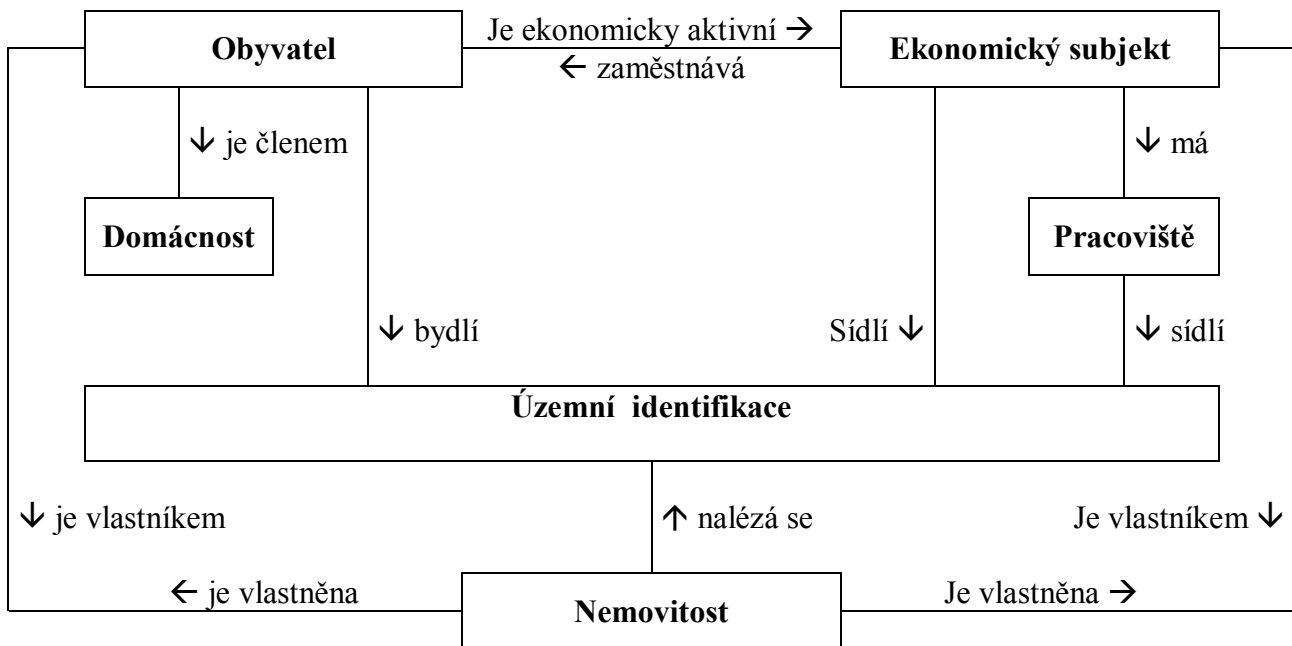 Obyvatel
Je ekonomicky aktivní →
← zaměstnává
Ekonomický subjekt
↓ je členem
↓ má
Domácnost
Pracoviště
↓ bydlí
Sídlí ↓
↓ sídlí
Územní identifikace
↓ je vlastníkem
↑ nalézá se
Je vlastníkem ↓
← je vlastněna
Nemovitost
Je vlastněna →